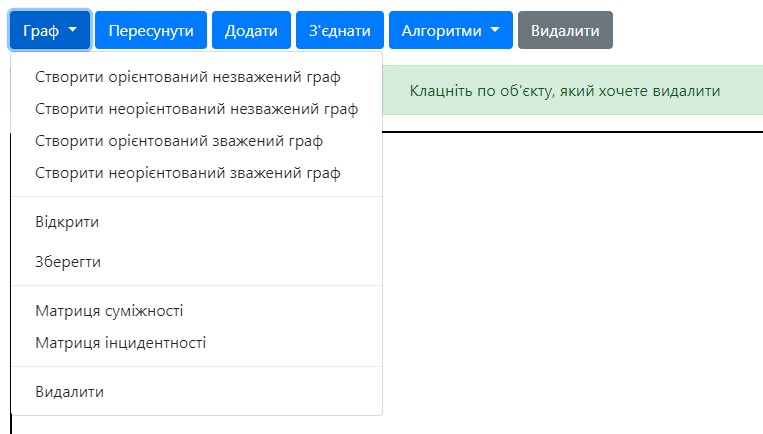 Граф Пересунути Додати З'єднати Алгоритми Видалити
Клацніть по об'єкту, який хочете видалити
Створити орієнтований незважений граф
Створити неорієнтований незважений граф
Створити орієнтований зважений граф
Створити неорієнтований зважений граф
Відкрити
Зберегти
Матриця суміжності
Матриця інцидентності
Видалити